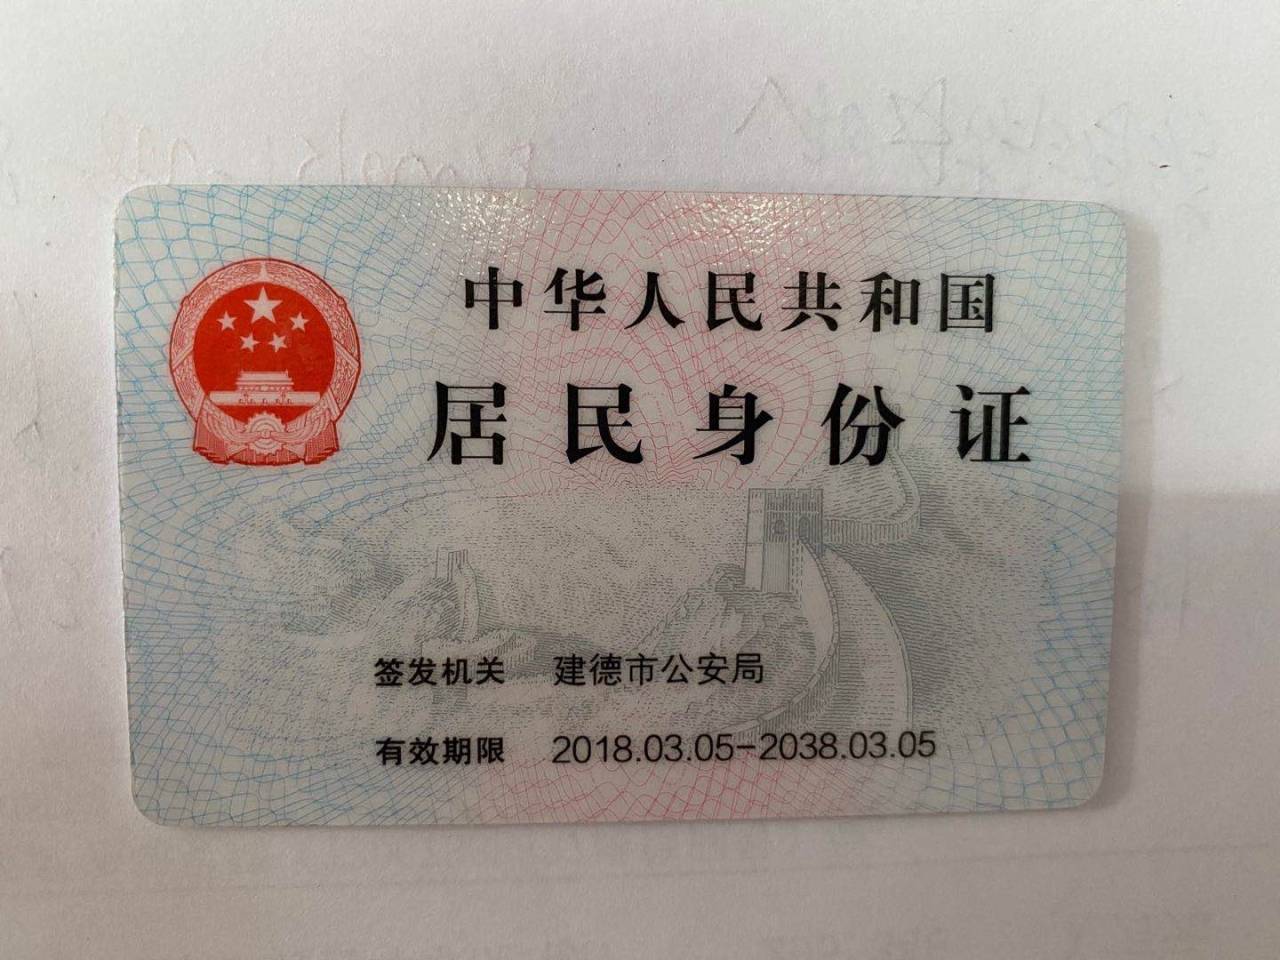 中华人民共和国
居民身份证
签发机关 建德市公安局
有效期限 2018.03.05-2038.03.05